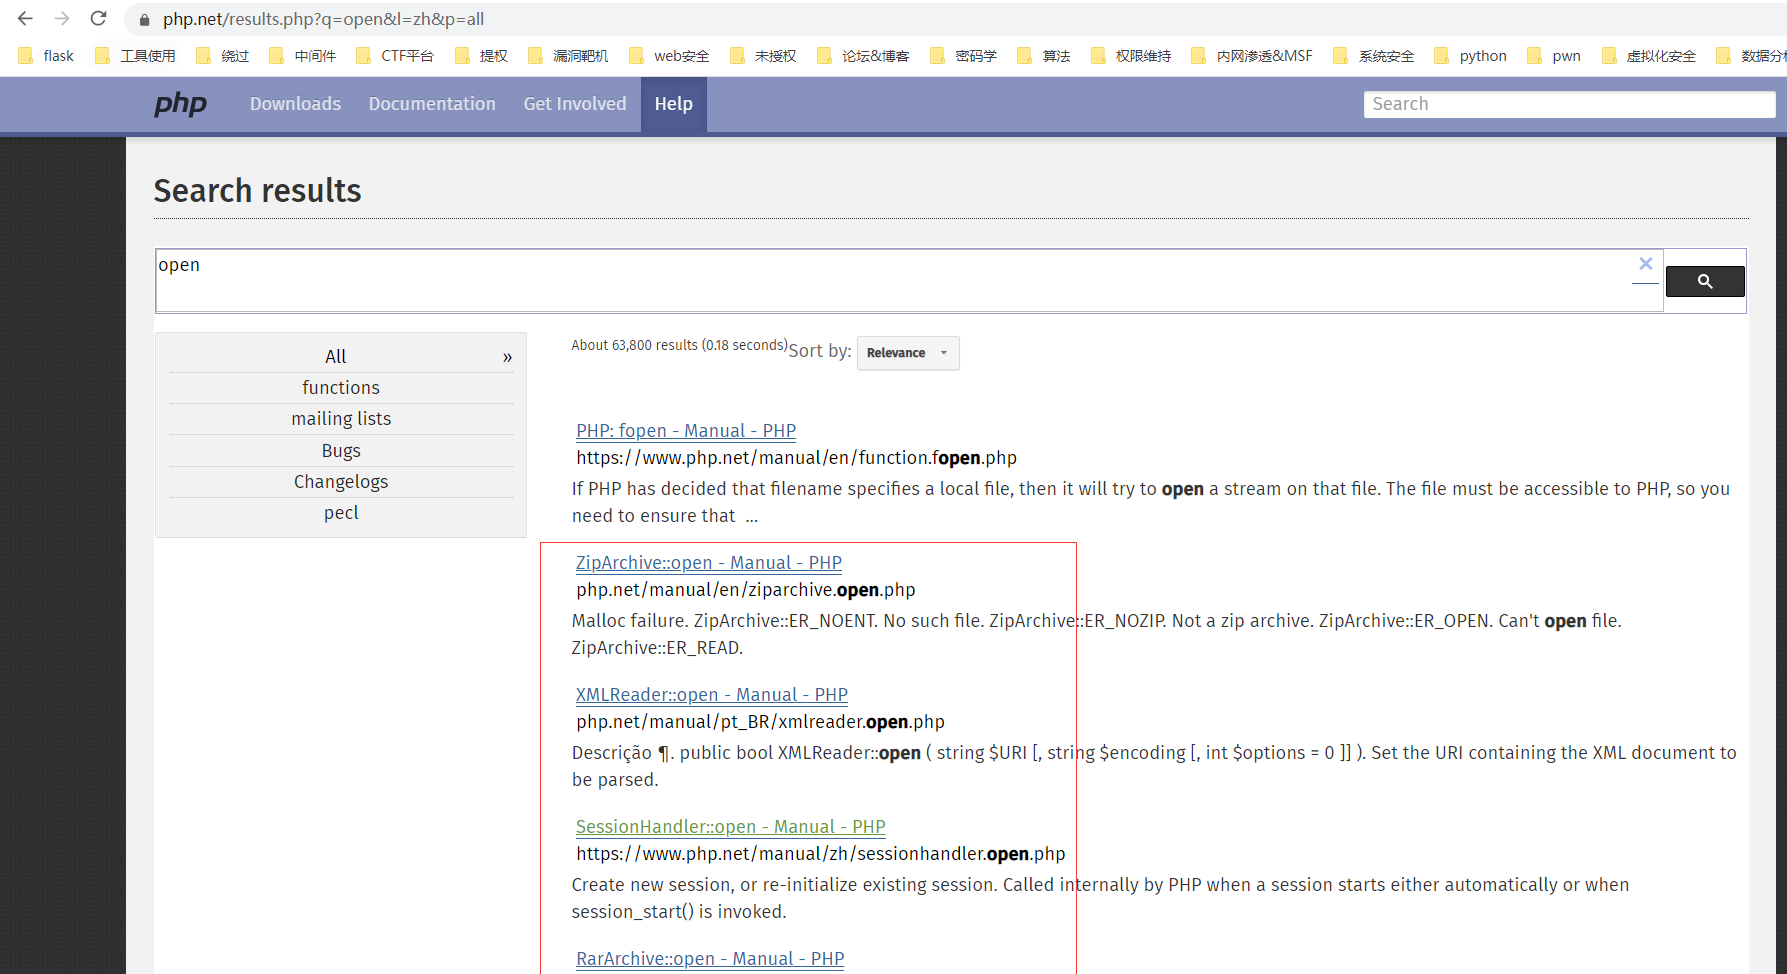 php.net/results.php?q=open&l=zh&p=all
flask 工具使用 绕过 中间件 CTF平台 提权 漏洞靶机 web安全 未授权 论坛&博客 密码学 算法 权限维持 内网渗透&MSF 系统安全 python pwn 虚拟化安全 数据分析
php Downloads Documentation Get Involved Help Search
Search results
open
All »
functions
mailing lists
Bugs
Changelogs
pecl
About 63,800 results (0.18 seconds) Sort by: Relevance
PHP: fopen - Manual - PHP
https://www.php.net/manual/en/function.fopen.php
If PHP has decided that filename specifies a local file, then it will try to open a stream on that file. The file must be accessible to PHP, so you
need to ensure that ...
ZipArchive::open - Manual - PHP
php.net/manual/en/ziparchive.open.php
Malloc failure. ZipArchive::ER_NOENT. No such file. ZipArchive::ER_NOZIP. Not a zip archive. ZipArchive::ER_OPEN. Can't open file.
ZipArchive::ER_READ.
XMLReader::open - Manual - PHP
php.net/manual/pt_BR/xmlreader.open.php
Descrição ¶. public bool XMLReader::open ( string $URI [, string $encoding [, int $options = 0 ]] ). Set the URI containing the XML document to
be parsed.
SessionHandler::open - Manual - PHP
https://www.php.net/manual/zh/sessionhandler.open.php
Create new session, or re-initialize existing session. Called internally by PHP when a session starts either automatically or when
session_start() is invoked.
RarArchive::open - Manual - PHP